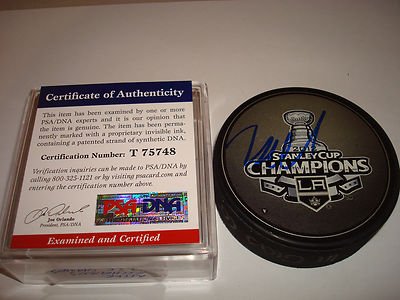 Certificate of Authenticity
This item has been examined by one or more
PSA/DNA experts and it is our opinion that
the item is genuine. The item has been perma-
nently marked with a proprietary invisible ink,
containing a patented strand of synthetic DNA.
Certification Number: T 75748
Verification inquiries can be made to PSA/DNA by
calling 800-325-1121 or by visiting psacard.com and
entering the certification number above.
Joe Orlando
President, PSA/DNA
PSA DNA
Examined and Certified
STANLEY CUP
CHAMPIONS
LA